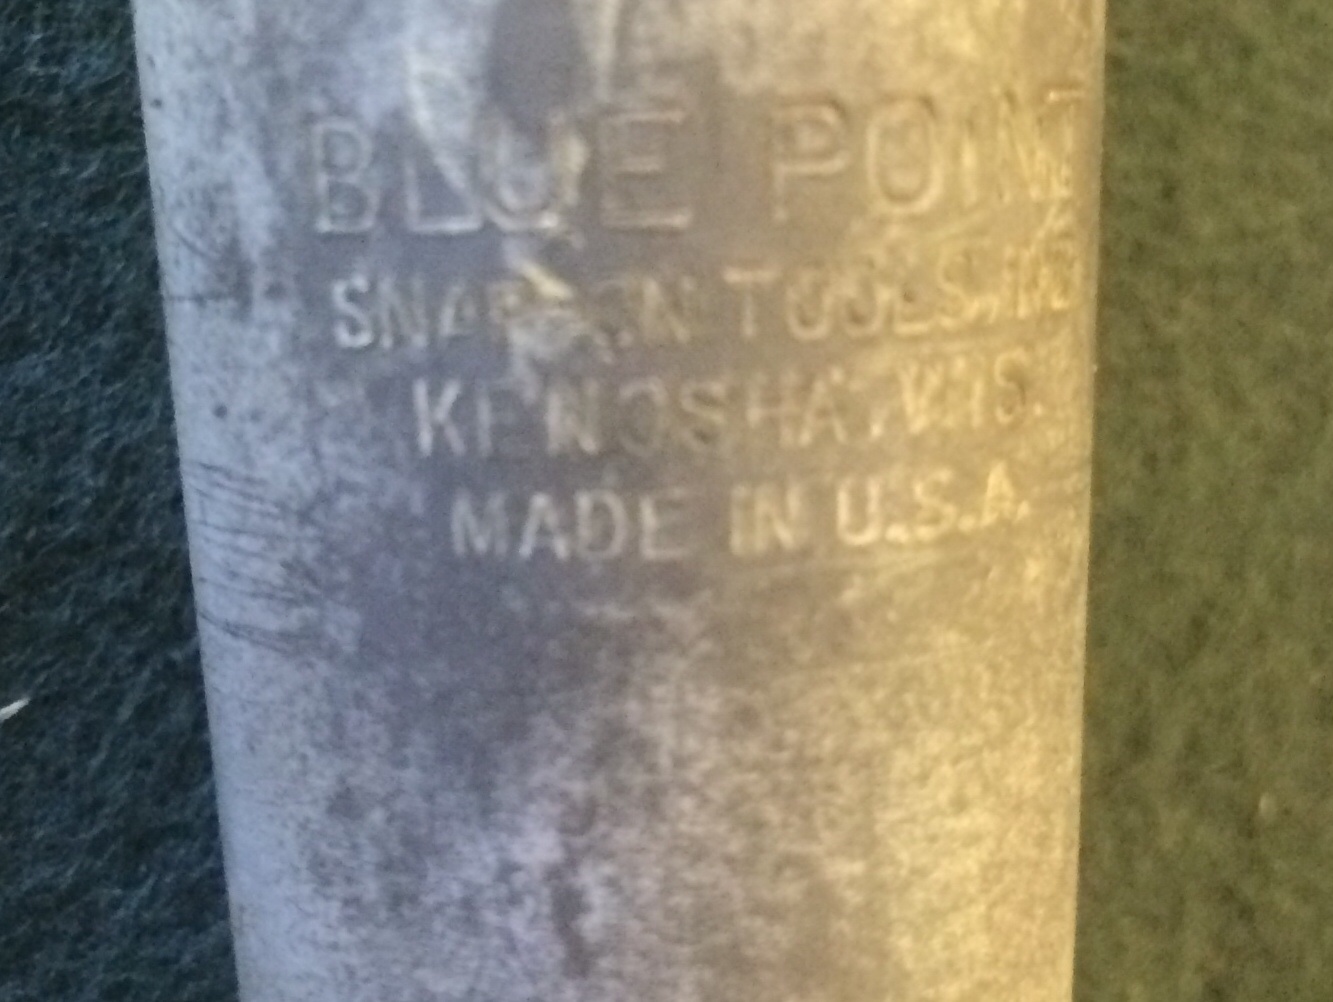 BLUE POINT
SNAP-ON TOOLS, INC
KENOSHA, WIS.
MADE IN U.S.A.